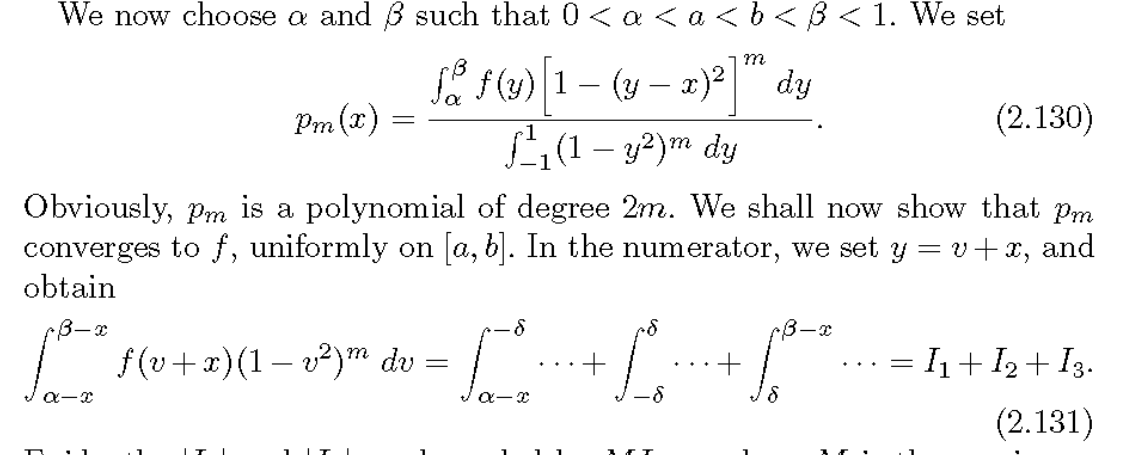 We now choose α and β such that 0 < α < a < b < β < 1. We set
p_m(x) = \frac{\int_α^β f(y)[1 − (y − x)^2]^m dy}{\int_{−1}^1 (1 − y^2)^m dy}. (2.130)
Obviously, p_m is a polynomial of degree 2m. We shall now show that p_m
converges to f, uniformly on [a, b]. In the numerator, we set y = v + x, and
obtain
\int_{α−x}^{β−x} f(v + x)(1 − v^2)^m dv = \int_{α−x}^{−δ} ⋯ + \int_{−δ}^{δ} ⋯ + \int_{δ}^{β−x} ⋯ = I_1 + I_2 + I_3.
(2.131)